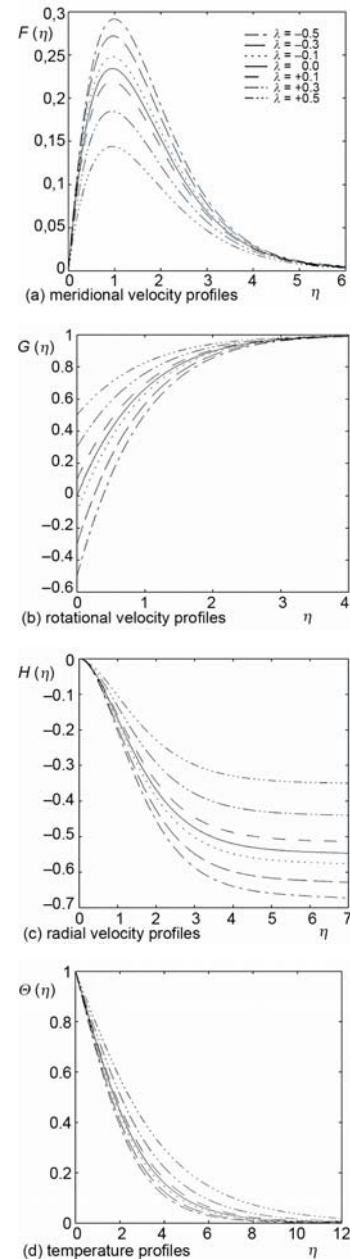 F (η)
0,3
0,25
0,2
0,15
0,1
0,05
0
λ = –0.5
λ = –0.3
λ = –0.1
λ = 0.0
λ = +0.1
λ = +0.3
λ = +0.5
0 1 2 3 4 5 6
(a) meridional velocity profiles η
G (η)
1
0.8
0.6
0.4
0.2
0
–0.2
–0.4
–0.6
0 1 2 3 4
(b) rotational velocity profiles η
H (η)
0
–0.1
–0.2
–0.3
–0.4
–0.5
–0.6
–0.7
0 1 2 3 4 5 6 7
(c) radial velocity profiles η
Θ (η)
1
0.8
0.6
0.4
0.2
0
0 2 4 6 8 10 12
(d) temperature profiles η